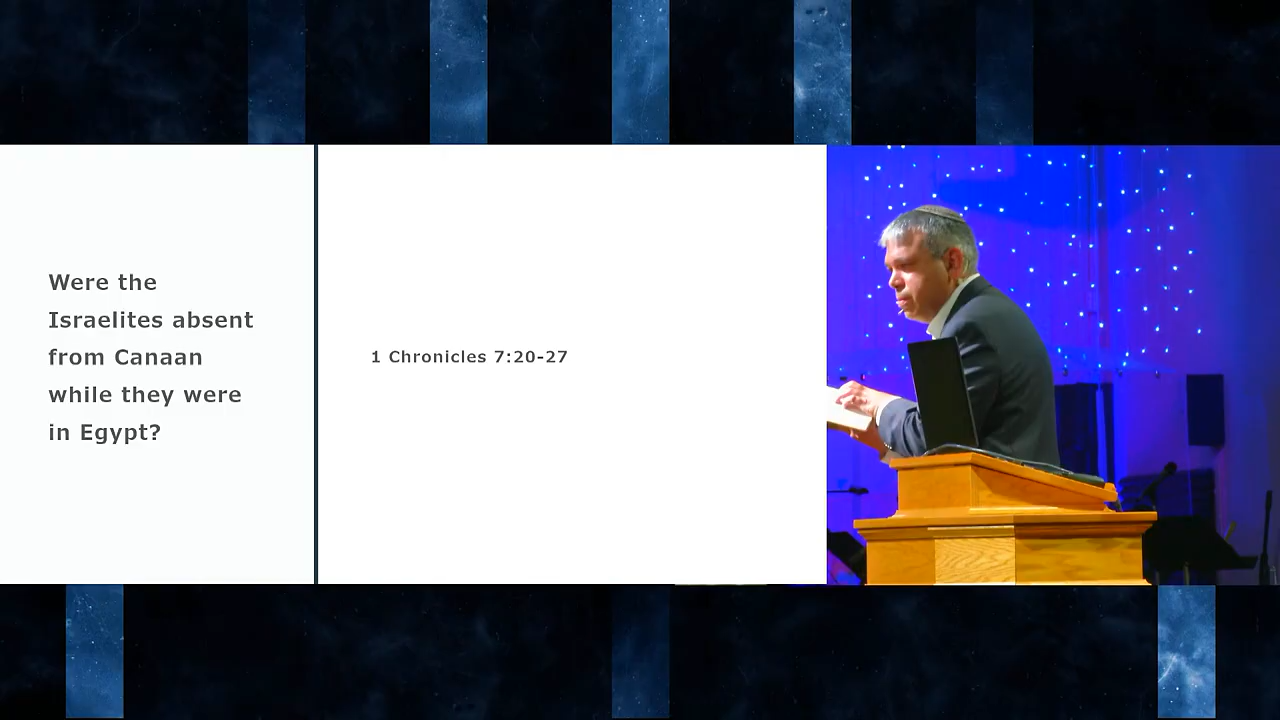 Were the
Israelites absent
from Canaan
while they were
in Egypt?
1 Chronicles 7:20-27